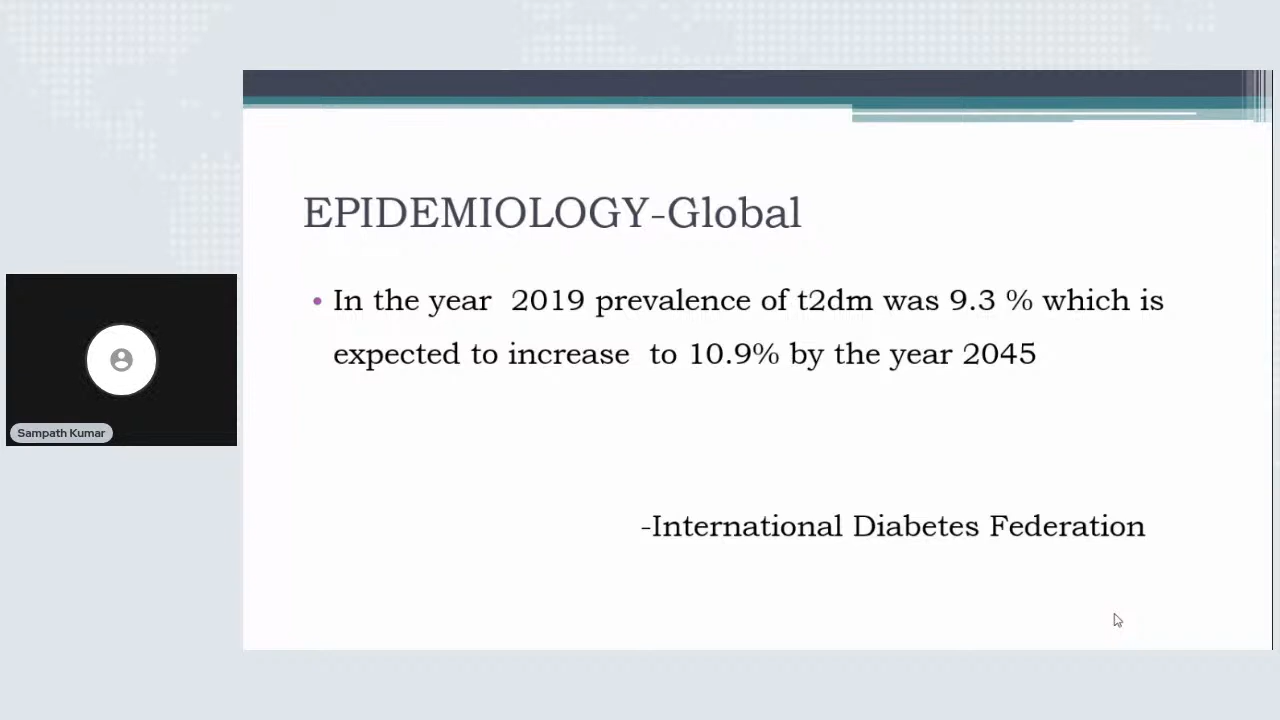 EPIDEMIOLOGY-Global
• In the year  2019 prevalence of t2dm was 9.3 % which is
expected to increase  to 10.9% by the year 2045
-International Diabetes Federation
Sampath Kumar